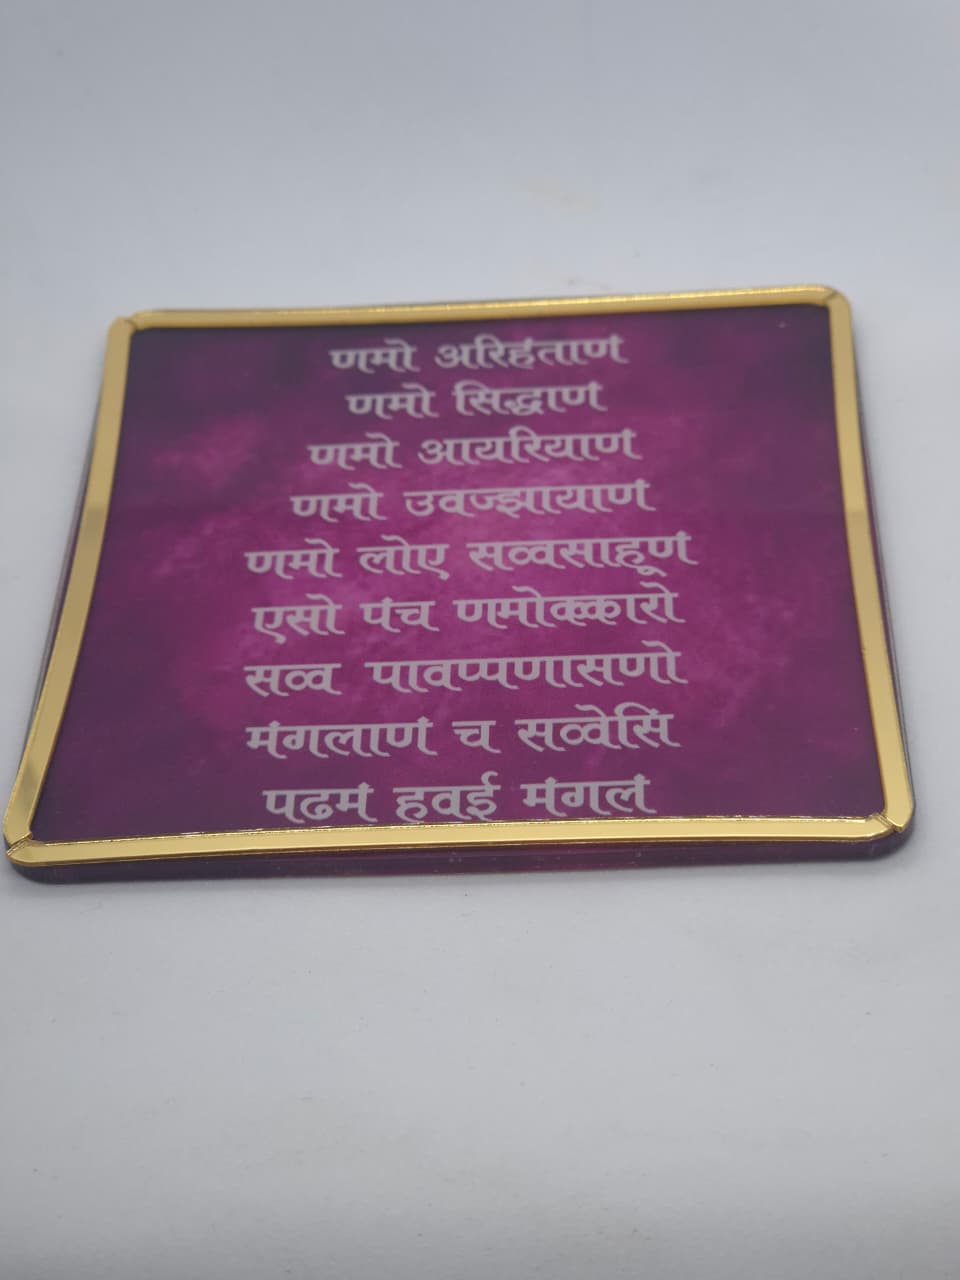 णमो अरिहंताणं
णमो सिद्धाणं
णमो आयरियाणं
णमो उवज्झायाणं
णमो लोए सव्वसाहूणं
एसो पंच णमोक्कारो
सव्व पावप्पणासणो
मंगलाणं च सव्वेसिं
पढमं हवई मंगलं